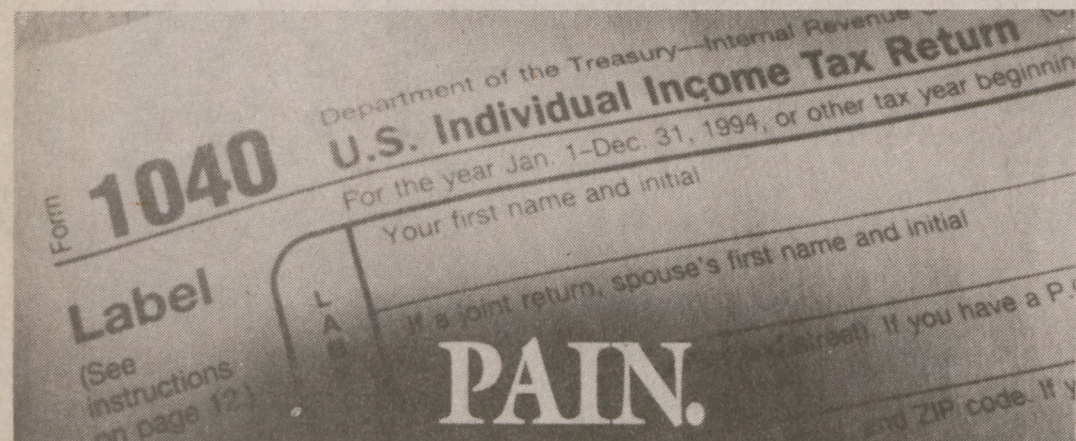 Department of the Treasury—Internal Revenue
Form 1040 U.S. Individual Income Tax Return
For the year Jan. 1–Dec. 31, 1994, or other tax year beginning
Label
(See
instructions
on page 12.)
L
A
B
Your first name and initial
If a joint return, spouse's first name and initial
street). If you have a P.
and ZIP code. If
PAIN.